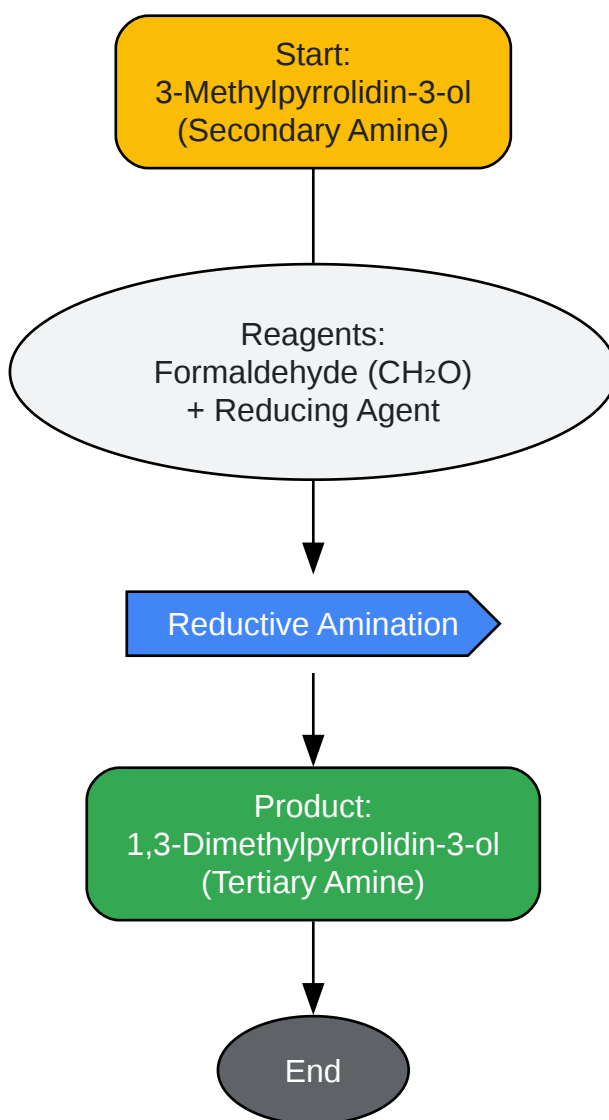 Start:
3-Methylpyrrolidin-3-ol
(Secondary Amine)
Reagents:
Formaldehyde (CH₂O)
+ Reducing Agent
Reductive Amination
Product:
1,3-Dimethylpyrrolidin-3-ol
(Tertiary Amine)
End